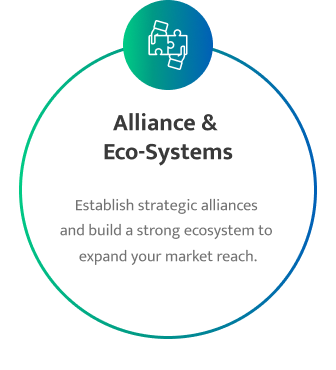 Alliance &
Eco-Systems
Establish strategic alliances
and build a strong ecosystem to
expand your market reach.